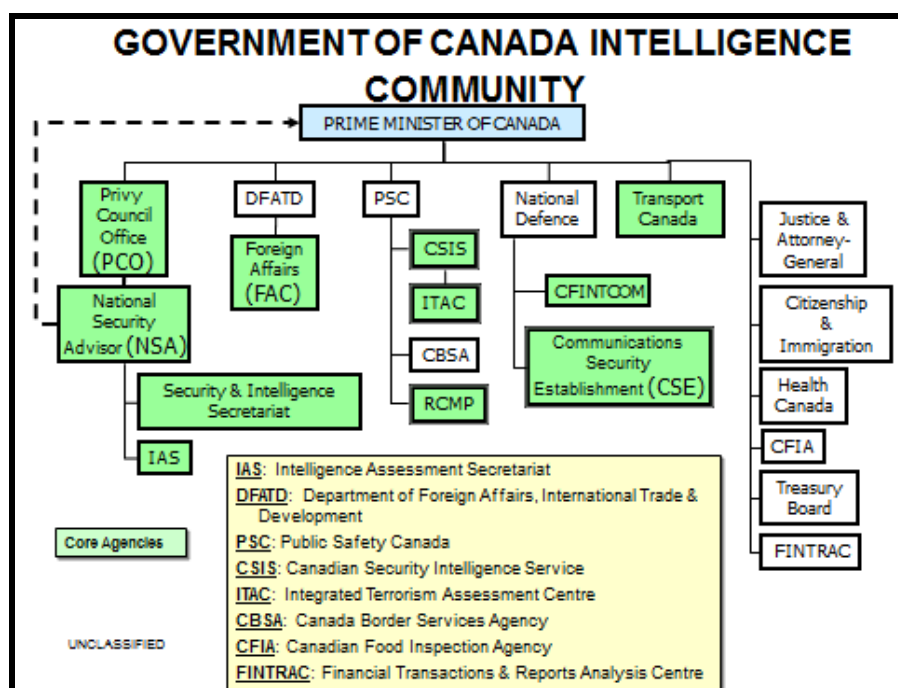 GOVERNMENT OF CANADA INTELLIGENCE
COMMUNITY
PRIME MINISTER OF CANADA
Privy
Council
Office
(PCO)
DFATD
PSC
National
Defence
Transport
Canada
Justice &
Attorney-
General
Foreign
Affairs
(FAC)
CSIS
National
Security
Advisor (NSA)
ITAC
CFINTCOM
Citizenship
&
Immigration
CBSA
Communications
Security
Establishment (CSE)
Security & Intelligence
Secretariat
RCMP
Health
Canada
IAS
CFIA
Treasury
Board
FINTRAC
Core Agencies
UNCLASSIFIED
IAS: Intelligence Assessment Secretariat
DFATD: Department of Foreign Affairs, International Trade &
Development
PSC: Public Safety Canada
CSIS: Canadian Security Intelligence Service
ITAC: Integrated Terrorism Assessment Centre
CBSA: Canada Border Services Agency
CFIA: Canadian Food Inspection Agency
FINTRAC: Financial Transactions & Reports Analysis Centre